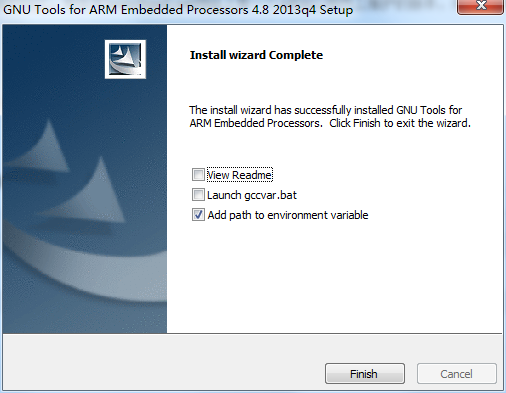 GNU Tools for ARM Embedded Processors 4.8 2013q4 Setup
Install wizard Complete
The install wizard has successfully installed GNU Tools for
ARM Embedded Processors. Click Finish to exit the wizard.
View Readme
Launch gccvar.bat
Add path to environment variable
Finish
Cancel